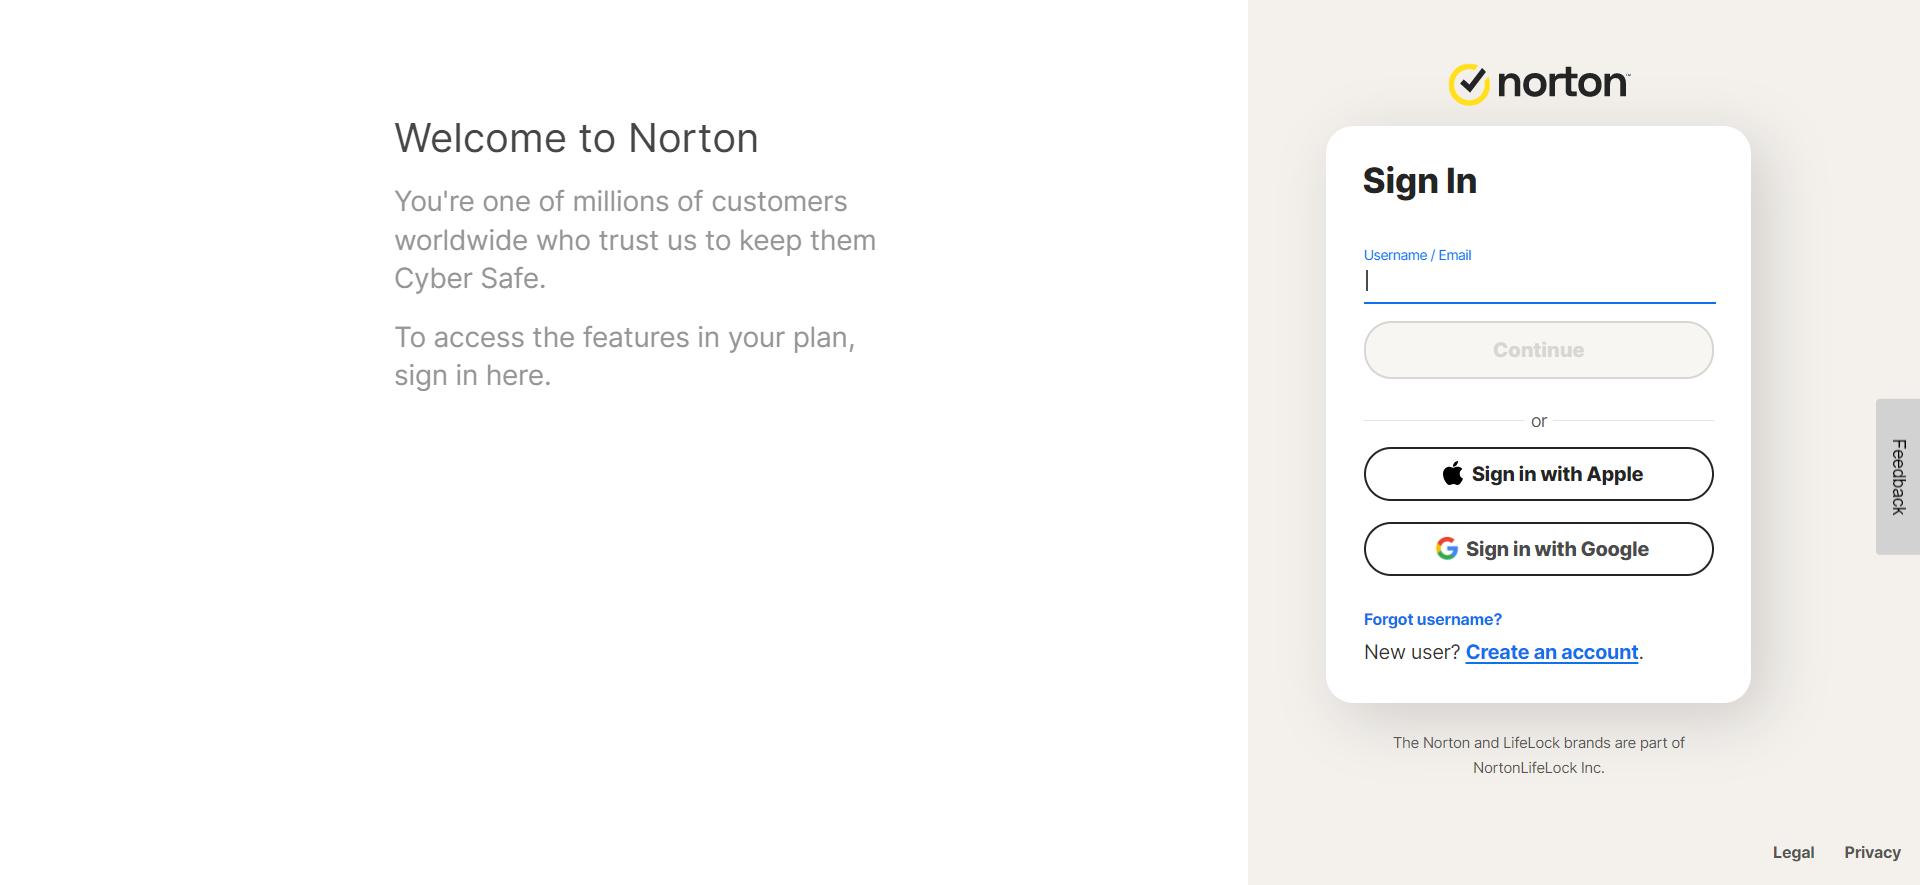 Welcome to Norton
You're one of millions of customers
worldwide who trust us to keep them
Cyber Safe.
To access the features in your plan,
sign in here.
norton™
Sign In
Username / Email
Continue
or
Sign in with Apple
Sign in with Google
Forgot username?
New user? Create an account.
The Norton and LifeLock brands are part of
NortonLifeLock Inc.
Feedback
Legal Privacy